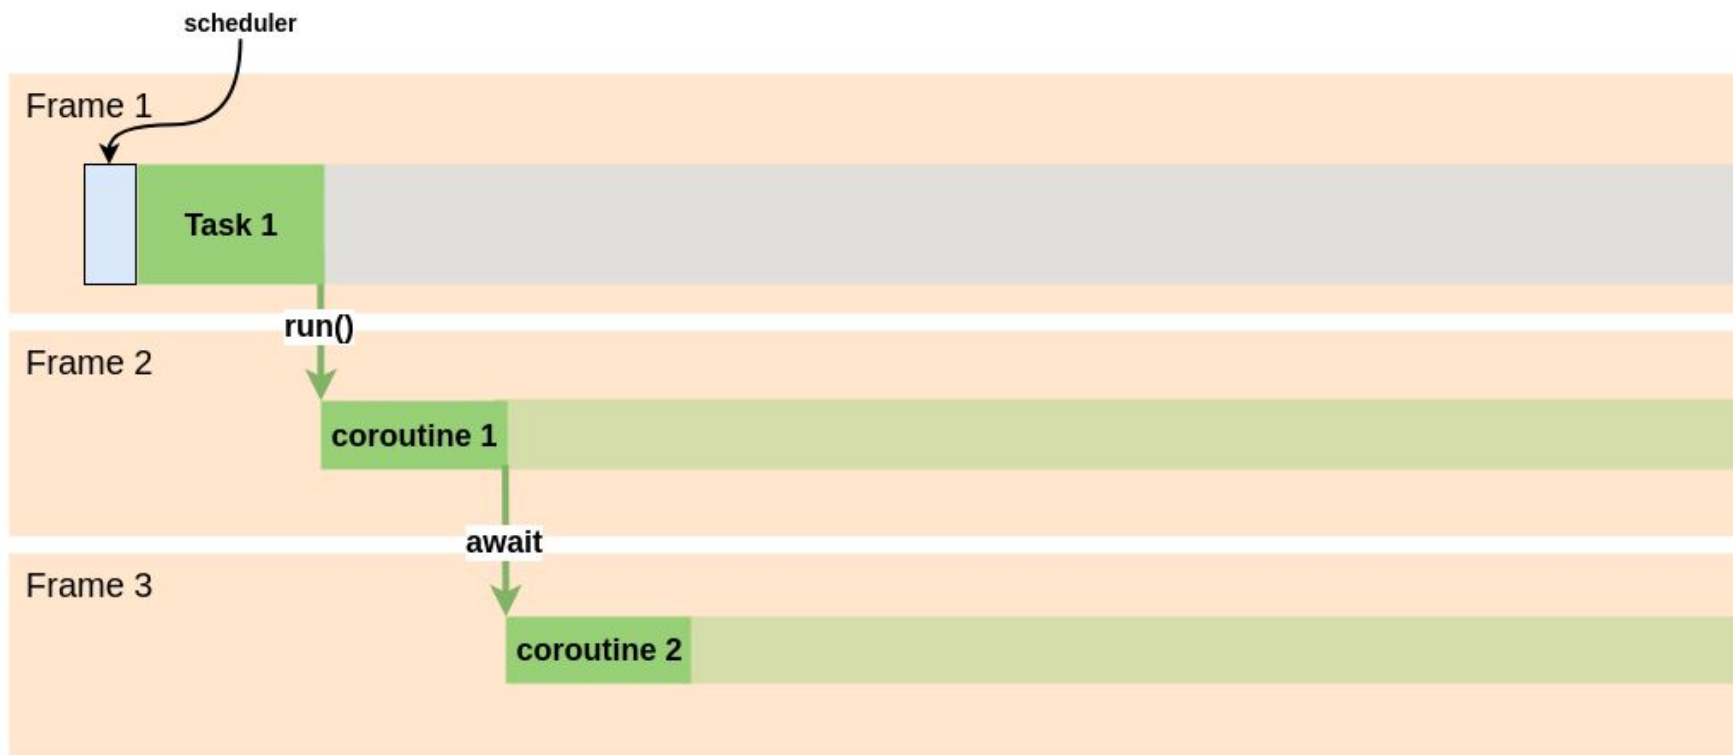 scheduler
Frame 1
Task 1
run()
Frame 2
coroutine 1
await
Frame 3
coroutine 2